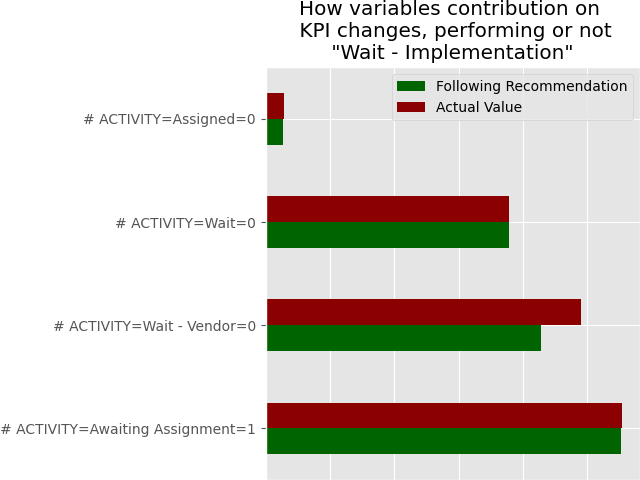 How variables contribution on
KPI changes, performing or not
"Wait - Implementation"
Following Recommendation
Actual Value
# ACTIVITY=Assigned=0
# ACTIVITY=Wait=0
# ACTIVITY=Wait - Vendor=0
# ACTIVITY=Awaiting Assignment=1